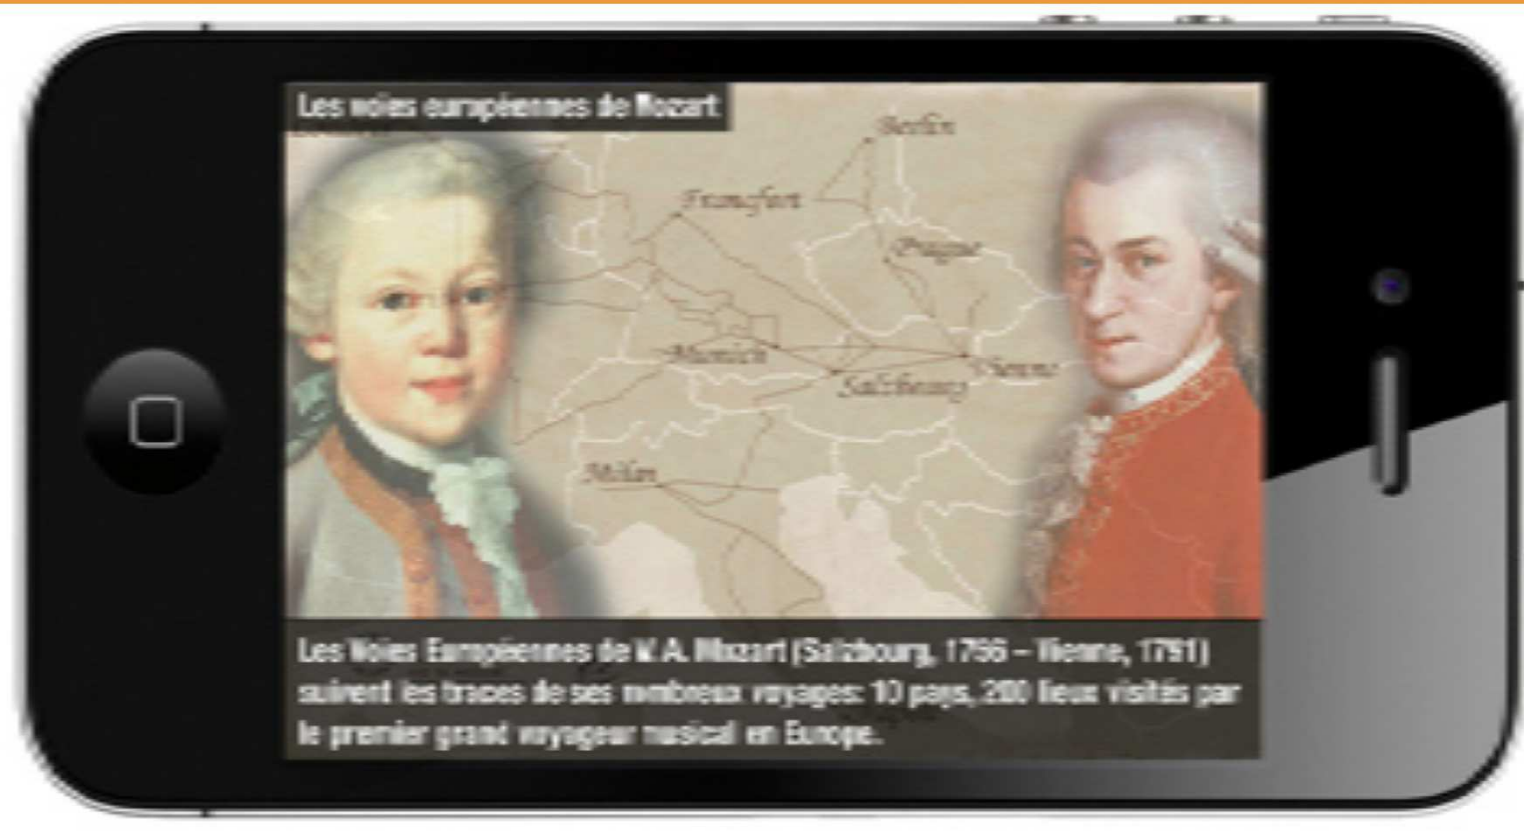 Les voies européennes de Mozart
Berlin
Francfort
Prague
Munich
Vienne
Salzbourg
Milan
Les Voies Européennes de W. A. Mozart (Salzbourg, 1756 – Vienne, 1791)
suivent les traces de ses nombreux voyages: 10 pays, 200 lieux visités par
le premier grand voyageur musical en Europe.